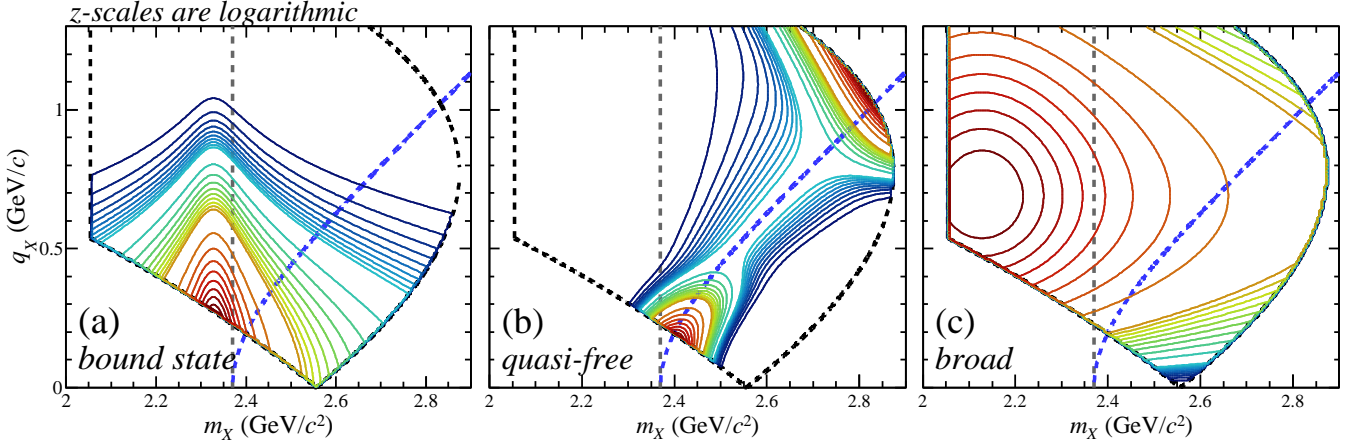 z-scales are logarithmic
q_X (GeV/c)
1
0.5
0
(a)
bound state
(b)
quasi-free
(c)
broad
2 2.2 2.4 2.6 2.8
2 2.2 2.4 2.6 2.8
2 2.2 2.4 2.6 2.8
m_X (GeV/c²)
m_X (GeV/c²)
m_X (GeV/c²)